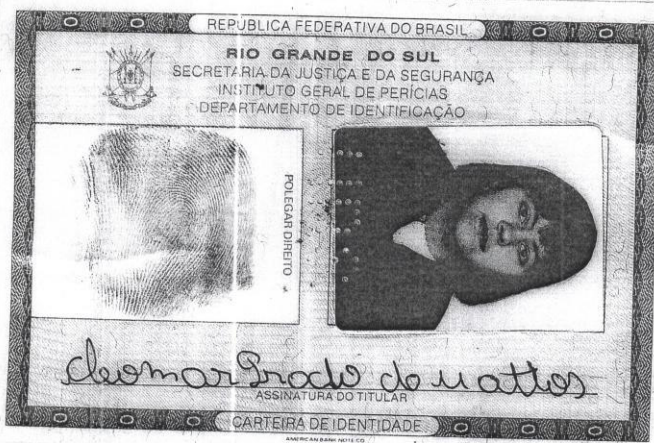 REPÚBLICA FEDERATIVA DO BRASIL
RIO GRANDE DO SUL
SECRETARIA DA JUSTIÇA E DA SEGURANÇA
INSTITUTO GERAL DE PERÍCIAS
DEPARTAMENTO DE IDENTIFICAÇÃO
POLEGAR DIREITO
Cleomar Prado de Mattos
ASSINATURA DO TITULAR
CARTEIRA DE IDENTIDADE
AMERICAN BANK NOTE CO